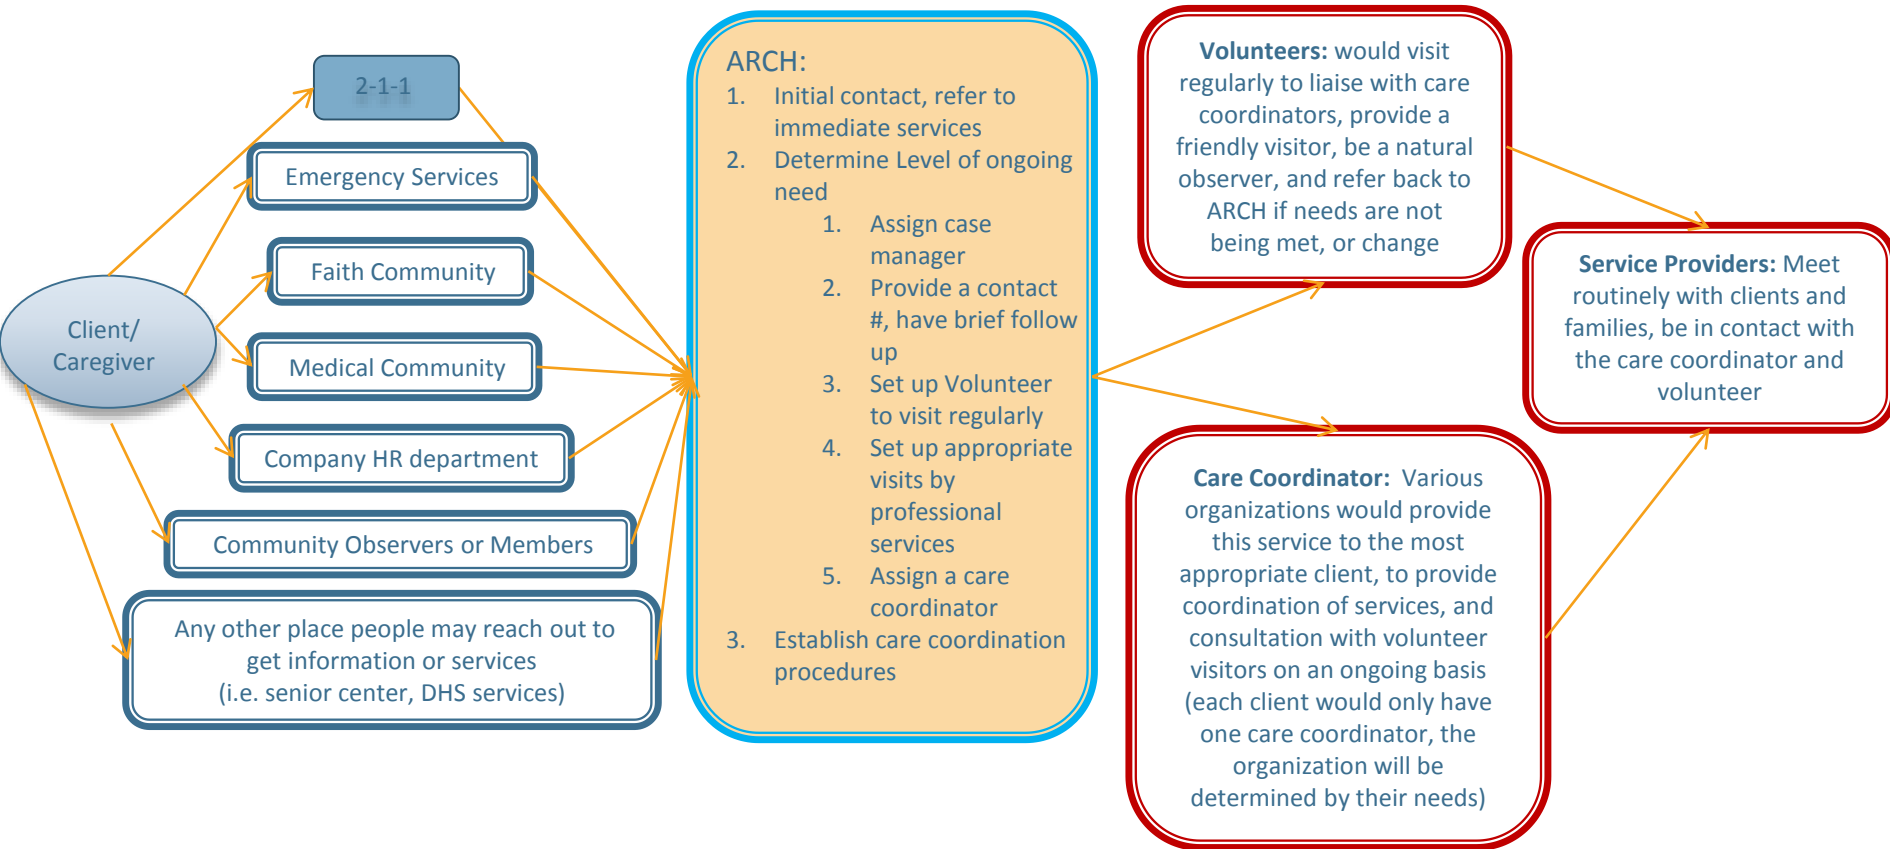 2-1-1
Emergency Services
Faith Community
Client/
Caregiver
Medical Community
Company HR department
Community Observers or Members
Any other place people may reach out to
get information or services
(i.e. senior center, DHS services)
ARCH:
1. Initial contact, refer to
immediate services
2. Determine Level of ongoing
need
1. Assign case
manager
2. Provide a contact
#, have brief follow
up
3. Set up Volunteer
to visit regularly
4. Set up appropriate
visits by
professional
services
5. Assign a care
coordinator
3. Establish care coordination
procedures
Volunteers: would visit
regularly to liaise with care
coordinators, provide a
friendly visitor, be a natural
observer, and refer back to
ARCH if needs are not
being met, or change
Service Providers: Meet
routinely with clients and
families, be in contact with
the care coordinator and
volunteer
Care Coordinator: Various
organizations would provide
this service to the most
appropriate client, to provide
coordination of services, and
consultation with volunteer
visitors on an ongoing basis
(each client would only have
one care coordinator, the
organization will be
determined by their needs)